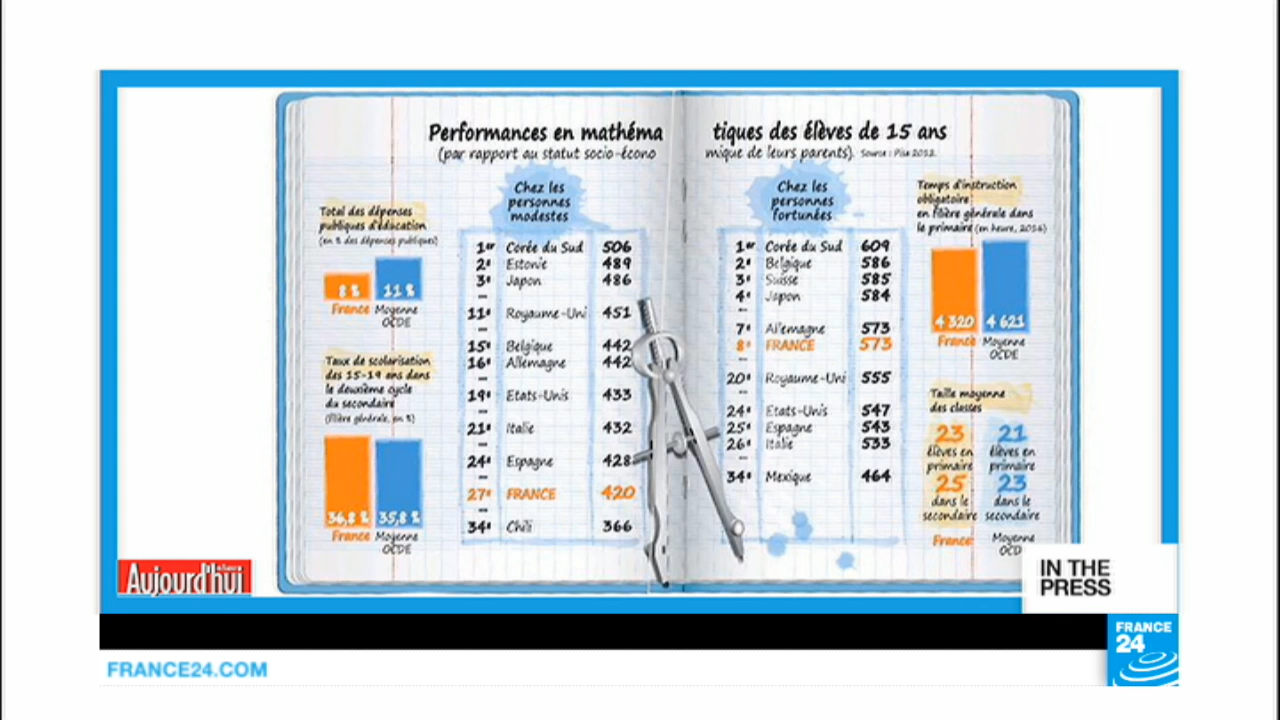 Performances en mathéma tiques des élèves de 15 ans
(par rapport au statut socio-écono mique de leurs parents). Source : Pisa 2012.
Total des dépenses
publiques d'éducation
(en % des dépenses publiques)
8 % 11 %
France Moyenne
OCDE
Taux de scolarisation
des 15-19 ans dans
le deuxième cycle
du secondaire
(filière générale, en %)
36,8 % 35,8 %
France Moyenne
OCDE
Chez les
personnes
modestes
1er Corée du Sud 506
2e Estonie 489
3e Japon 486
–
11e Royaume-Uni 451
–
15e Belgique 442
16e Allemagne 442
–
19e Etats-Unis 433
–
21e Italie 432
–
24e Espagne 428
–
27e FRANCE 420
–
34e Chili 366
Chez les
personnes
fortunées
1er Corée du Sud 609
2e Belgique 586
3e Suisse 585
4e Japon 584
–
7e Allemagne 573
8e FRANCE 573
–
20e Royaume-Uni 555
–
24e Etats-Unis 547
25e Espagne 543
26e Italie 533
–
34e Mexique 464
Temps d'instruction
obligatoire
en filière générale dans
le primaire (en heure, 2016)
4 320 4 621
France Moyenne
OCDE
Taille moyenne
des classes
23 21
élèves en élèves en
primaire primaire
25 23
dans le dans le
secondaire secondaire
France Moyenne
OCD
Aujourd'hui
IN THE
PRESS
FRANCE
24
FRANCE24.COM